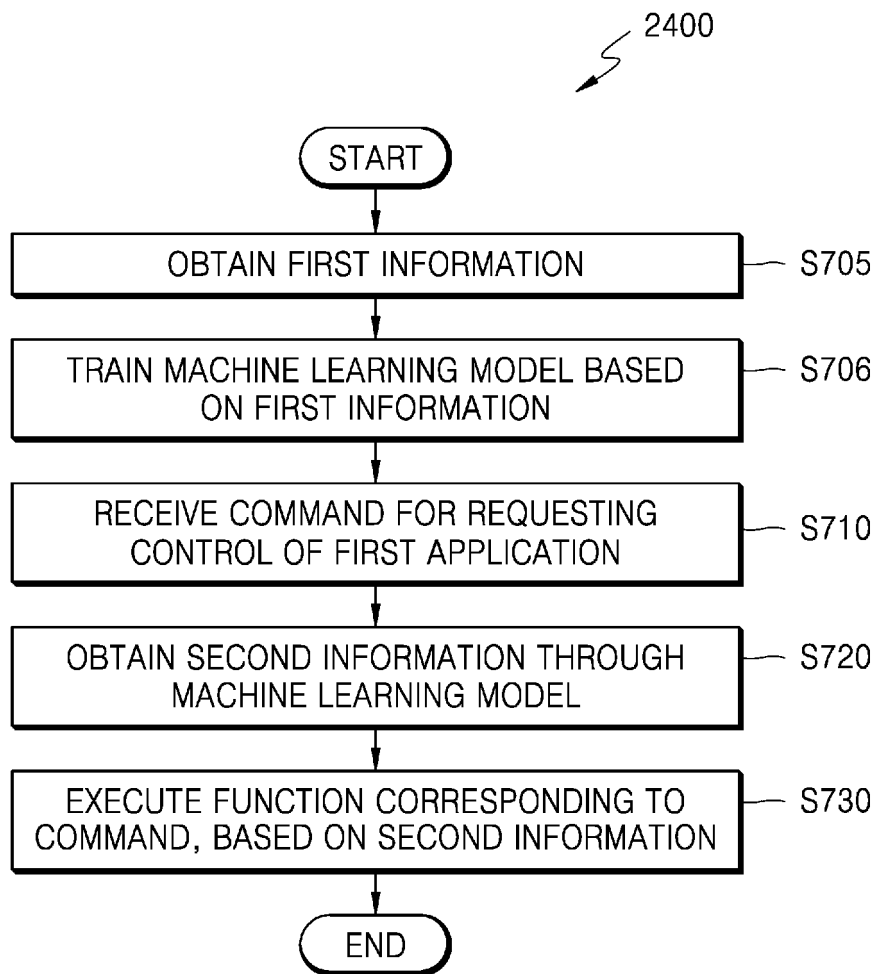 2400
START
OBTAIN FIRST INFORMATION
S705
TRAIN MACHINE LEARNING MODEL BASED
ON FIRST INFORMATION
S706
RECEIVE COMMAND FOR REQUESTING
CONTROL OF FIRST APPLICATION
S710
OBTAIN SECOND INFORMATION THROUGH
MACHINE LEARNING MODEL
S720
EXECUTE FUNCTION CORRESPONDING TO
COMMAND, BASED ON SECOND INFORMATION
S730
END